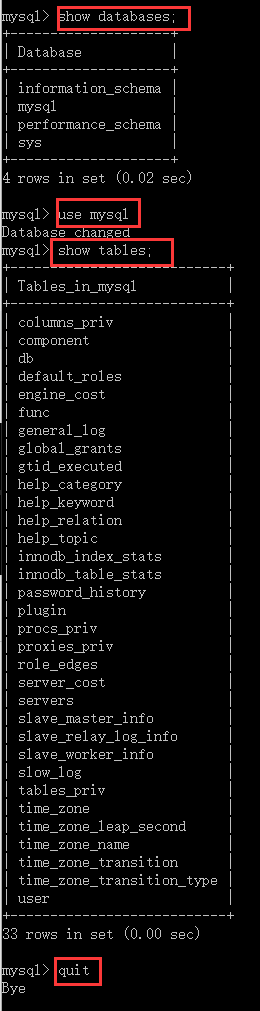 mysql> show databases;
+--------------------+
| Database           |
+--------------------+
| information_schema |
| mysql              |
| performance_schema |
| sys                |
+--------------------+
4 rows in set (0.02 sec)
mysql> use mysql
Database changed
mysql> show tables;
+---------------------------+
| Tables_in_mysql           |
+---------------------------+
| columns_priv              |
| component                 |
| db                        |
| default_roles             |
| engine_cost               |
| func                      |
| general_log               |
| global_grants             |
| gtid_executed             |
| help_category             |
| help_keyword              |
| help_relation             |
| help_topic                |
| innodb_index_stats        |
| innodb_table_stats        |
| password_history          |
| plugin                    |
| procs_priv                |
| proxies_priv              |
| role_edges                |
| server_cost               |
| servers                   |
| slave_master_info         |
| slave_relay_log_info      |
| slave_worker_info         |
| slow_log                  |
| tables_priv               |
| time_zone                 |
| time_zone_leap_second     |
| time_zone_name            |
| time_zone_transition      |
| time_zone_transition_type |
| user                      |
+---------------------------+
33 rows in set (0.00 sec)
mysql> quit
Bye